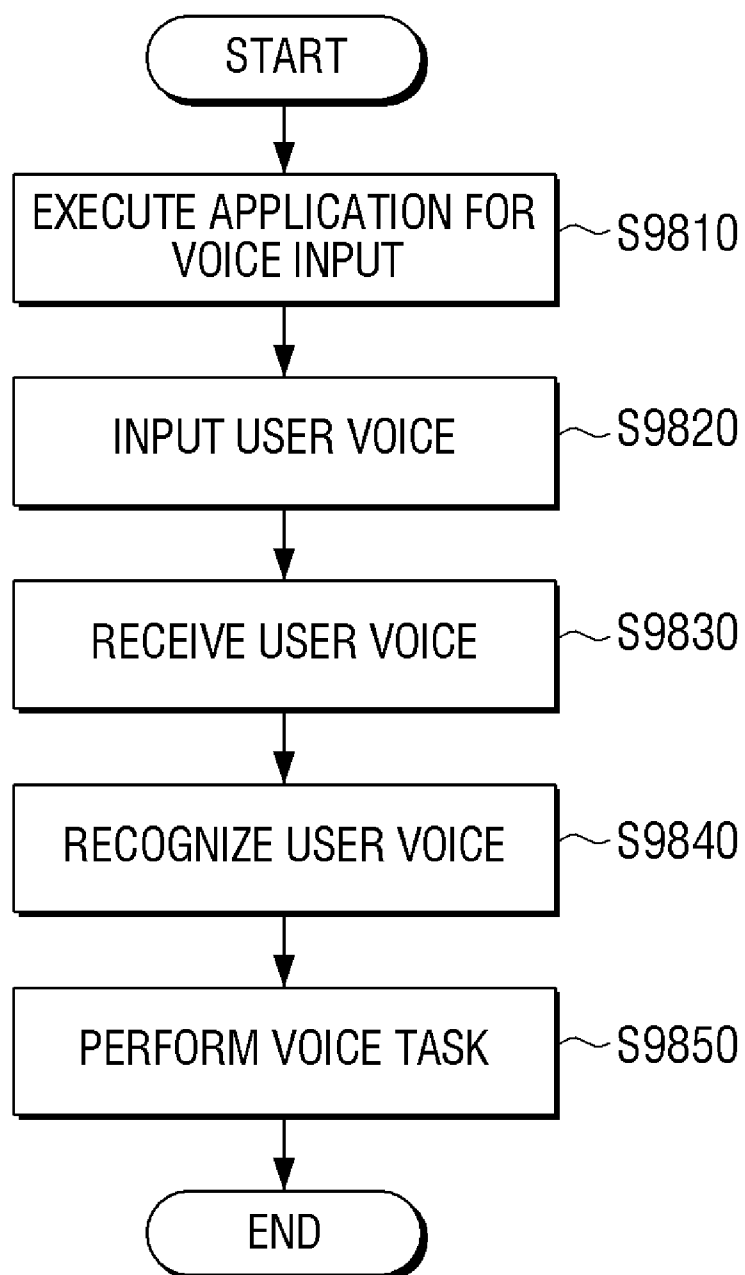 START
EXECUTE APPLICATION FOR
VOICE INPUT
S9810
INPUT USER VOICE
S9820
RECEIVE USER VOICE
S9830
RECOGNIZE USER VOICE
S9840
PERFORM VOICE TASK
S9850
END